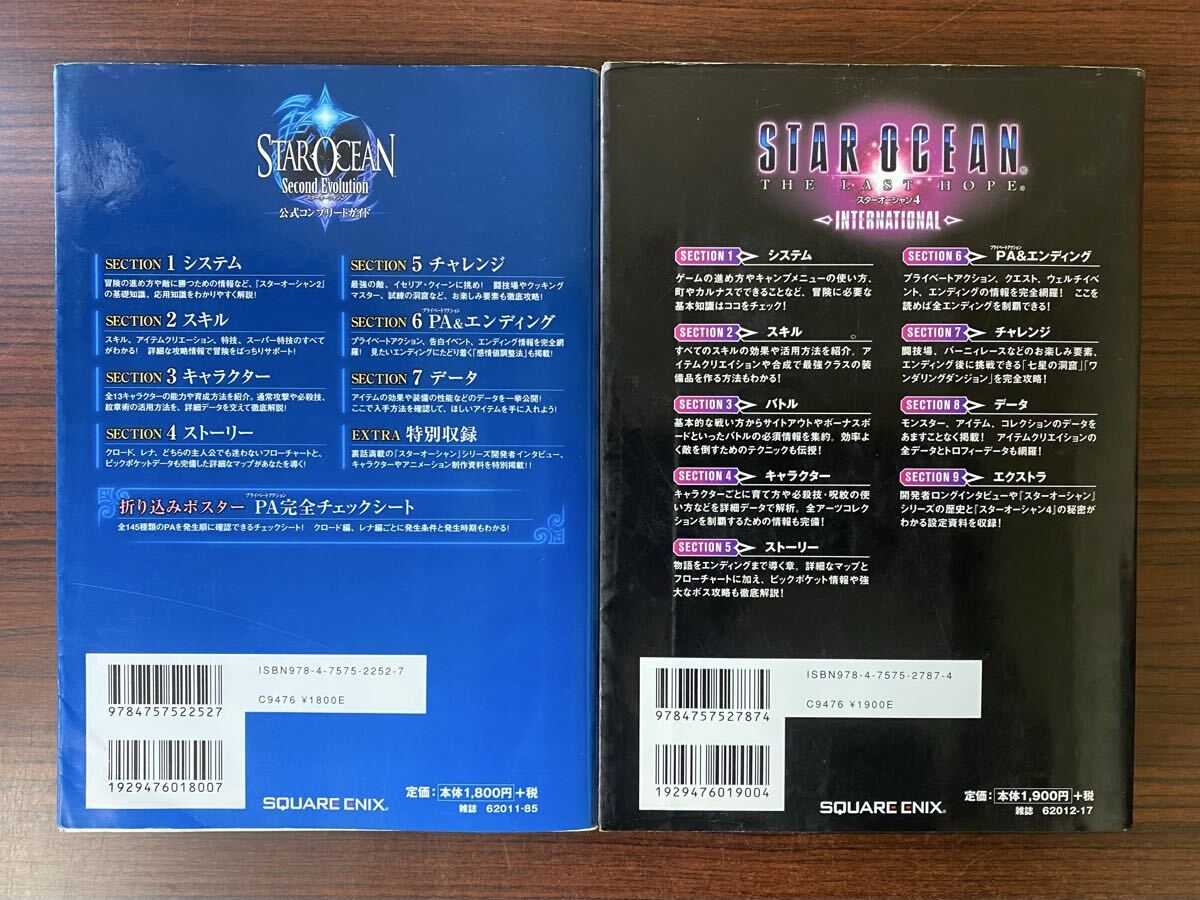 STAR OCEAN
Second Evolution
スターオーシャン2
公式コンプリートガイド
SECTION 1 システム
冒険の進め方や敵に勝つための情報など、『スターオーシャン2』
の基礎知識、応用知識をわかりやすく解説!
SECTION 2 スキル
スキル、アイテムクリエーション、特技、スーパー特技のすべて
がわかる! 詳細な攻略情報で冒険をばっちりサポート!
SECTION 3 キャラクター
全13キャラクターの能力や育成方法を紹介。通常攻撃や必殺技、
紋章術の活用方法を、詳細データを交えて徹底解説!
SECTION 4 ストーリー
クロード、レナ、どちらの主人公でも迷わないフローチャートと、
ピックポケットデータも完備した詳細なマップがあなたを導く!
SECTION 5 チャレンジ
最強の敵、イセリア・クィーンに挑め! 闘技場やクッキング
マスター、試練の洞窟など、お楽しみ要素も徹底攻略!
プライベートアクション
SECTION 6 PA&エンディング
プライベートアクション、告白イベント、エンディング情報を完全網
羅! 見たいエンディングにたどり着く「感情値調整法」も掲載!
SECTION 7 データ
アイテムの効果や装備の性能などのデータを一挙公開!
ここで入手方法を確認して、ほしいアイテムを手に入れよう!
EXTRA 特別収録
裏話満載の『スターオーシャン』シリーズ開発者インタビュー、
キャラクターやアニメーション制作資料を特別掲載!!
プライベートアクション
折り込みポスター PA完全チェックシート
全145種類のPAを発生順に確認できるチェックシート! クロード編、レナ編ごとに発生条件と発生時期もわかる!
ISBN978-4-7575-2252-7
C9476 ¥1800E
9784757522527
1929476018007
SQUARE ENIX.
定価:本体1,800円+税
雑誌 62011-85
STAR OCEAN®
THE LAST HOPE®
スターオーシャン4
INTERNATIONAL
SECTION 1 システム
ゲームの進め方やキャンプメニューの使い方、
町やカルナスでできることなど、冒険に必要な
基本知識はココをチェック!
SECTION 2 スキル
すべてのスキルの効果や活用方法を紹介。ア
イテムクリエイションや合成で最強クラスの装
備品を作る方法もわかる!
SECTION 3 バトル
基本的な戦い方からサイトアウトやボーナスボ
ードといったバトルの必須情報を集約。効率よ
く敵を倒すためのテクニックも伝授!
SECTION 4 キャラクター
キャラクターごとに育て方や必殺技・呪紋の使
い方などを詳細データで解析。全アーツコレク
ションを制覇するための情報も完備!
SECTION 5 ストーリー
物語をエンディングまで導く章。詳細なマップと
フローチャートに加え、ピックポケット情報や強
大なボス攻略も徹底解説!
プライベートアクション
SECTION 6 PA&エンディング
プライベートアクション、クエスト、ウェルチイベ
ント、エンディングの情報を完全網羅! ここを
読めば全エンディングを制覇できる!
SECTION 7 チャレンジ
闘技場、バーニィレースなどのお楽しみ要素、
エンディング後に挑戦できる「七星の洞窟」「ワ
ンダリングダンジョン」を完全攻略!
SECTION 8 データ
モンスター、アイテム、コレクションのデータを
あますことなく掲載! アイテムクリエイションの
全データとトロフィーデータも網羅!
SECTION 9 エクストラ
開発者ロングインタビューや『スターオーシャン』
シリーズの歴史と『スターオーシャン4』の秘密が
わかる設定資料を収録!
ISBN978-4-7575-2787-4
C9476 ¥1900E
9784757527874
1929476019004
SQUARE ENIX.
定価:本体1,900円+税
雑誌 62012-17